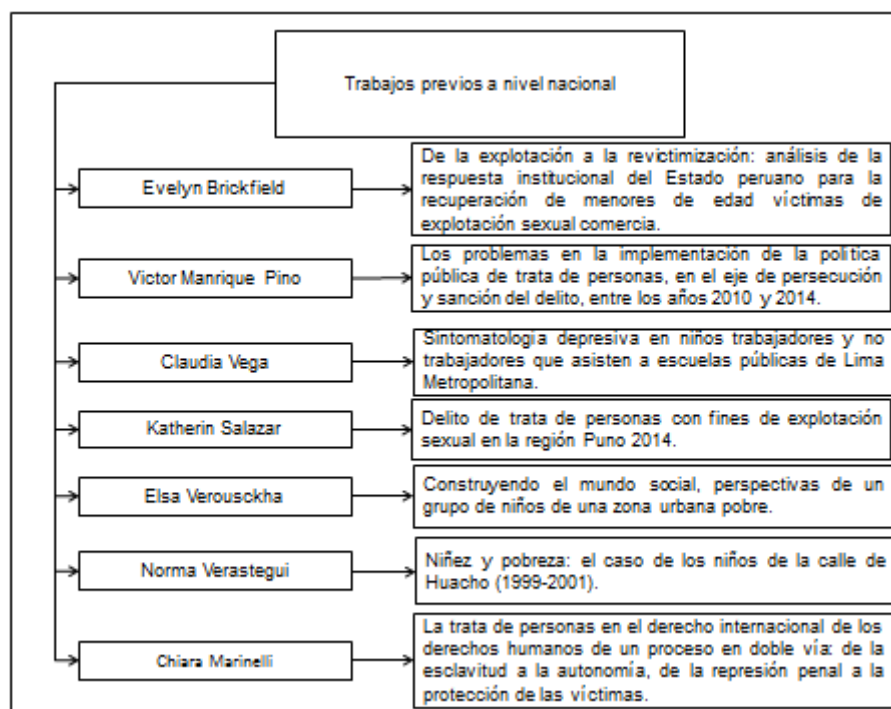 Trabajos previos a nivel nacional
Evelyn Brickfield
De la explotación a la revictimización: análisis de la
respuesta institucional del Estado peruano para la
recuperación de menores de edad víctimas de
explotación sexual comercia.
Victor Manrique Pino
Los problemas en la implementación de la política
pública de trata de personas, en el eje de persecución
y sanción del delito, entre los años 2010 y 2014.
Claudia Vega
Sintomatología depresiva en niños trabajadores y no
trabajadores que asisten a escuelas públicas de Lima
Metropolitana.
Katherin Salazar
Delito de trata de personas con fines de explotación
sexual en la región Puno 2014.
Elsa Verousckha
Construyendo el mundo social, perspectivas de un
grupo de niños de una zona urbana pobre.
Norma Verastegui
Niñez y pobreza: el caso de los niños de la calle de
Huacho (1999-2001).
Chiara Marinelli
La trata de personas en el derecho internacional de los
derechos humanos de un proceso en doble vía: de la
esclavitud a la autonomía, de la represión penal a la
protección de las víctimas.